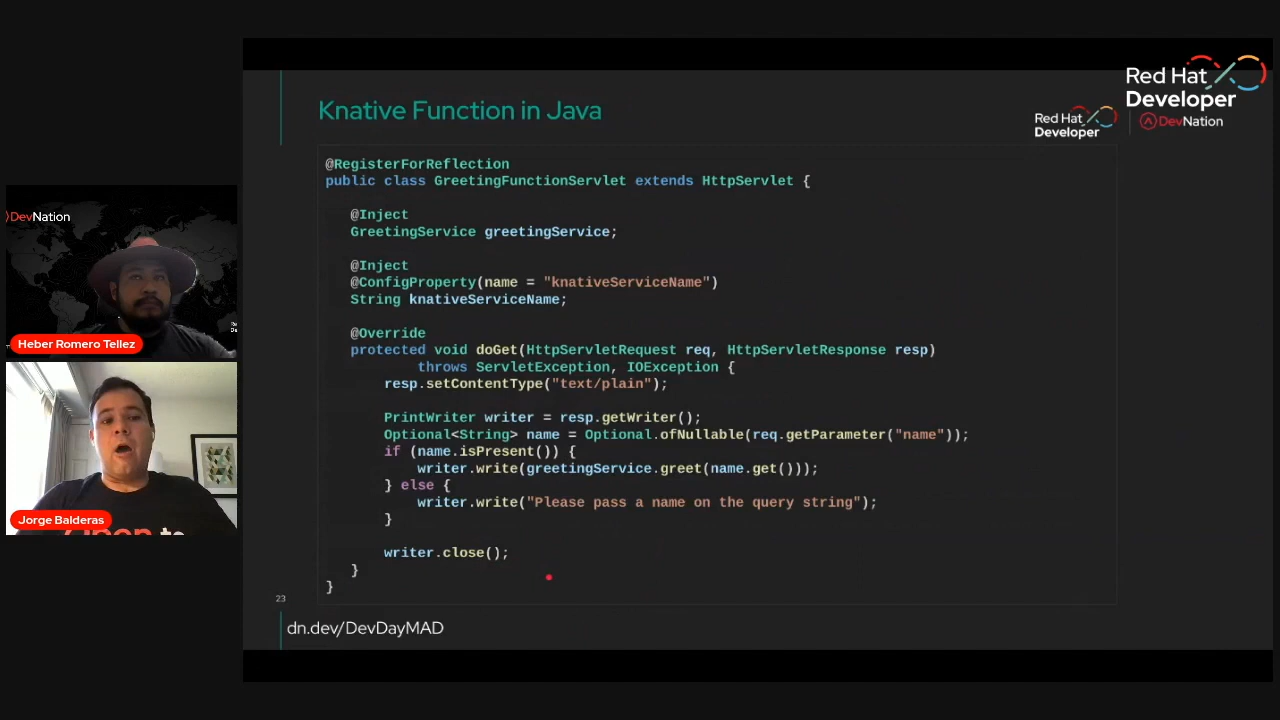 DevNation
Heber Romero Tellez
Jorge Balderas
Open to
Knative Function in Java
Red Hat
Developer
Red Hat
Developer
DevNation
@RegisterForReflection
public class GreetingFunctionServlet extends HttpServlet {
@Inject
GreetingService greetingService;
@Inject
@ConfigProperty(name = "knativeServiceName")
String knativeServiceName;
@Override
protected void doGet(HttpServletRequest req, HttpServletResponse resp)
throws ServletException, IOException {
resp.setContentType("text/plain");
PrintWriter writer = resp.getWriter();
Optional<String> name = Optional.ofNullable(req.getParameter("name"));
if (name.isPresent()) {
writer.write(greetingService.greet(name.get()));
} else {
writer.write("Please pass a name on the query string");
}
writer.close();
}
}
23
dn.dev/DevDayMAD